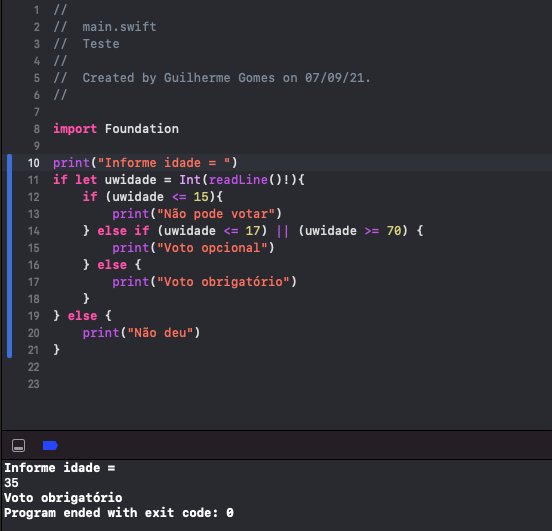 1 //
2 //  main.swift
3 //  Teste
4 //
5 //  Created by Guilherme Gomes on 07/09/21.
6 //
7
8 import Foundation
9
10 print("Informe idade = ")
11 if let uwidade = Int(readLine()!){
12     if (uwidade <= 15){
13         print("Não pode votar")
14     } else if (uwidade <= 17) || (uwidade >= 70) {
15         print("Voto opcional")
16     } else {
17         print("Voto obrigatório")
18     }
19 } else {
20     print("Não deu")
21 }
22
23
Informe idade =
35
Voto obrigatório
Program ended with exit code: 0